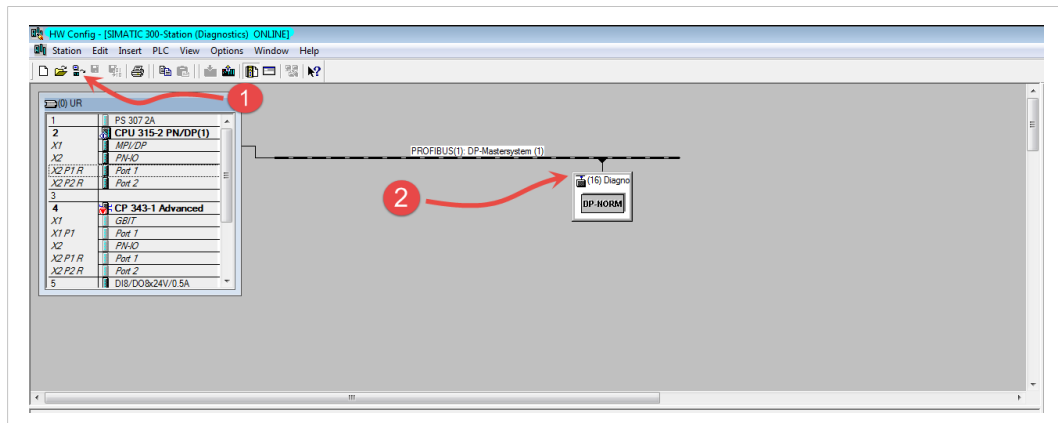 HW Config - [SIMATIC 300-Station (Diagnostics) ONLINE]
Station Edit Insert PLC View Options Window Help
1
(0) UR
1 PS 307 2A
2 CPU 315-2 PN/DP(1)
X1 MPI/DP
X2 PN-IO
X2 P1 R Port 1
X2 P2 R Port 2
3
4 CP 343-1 Advanced
X1 GBIT
X1 P1 Port 1
X2 PN-IO
X2 P1 R Port 1
X2 P2 R Port 2
5 DI8/DO8x24V/0.5A
PROFIBUS(1): DP-Mastersystem (1)
2
(16) Diagno
DP-NORM